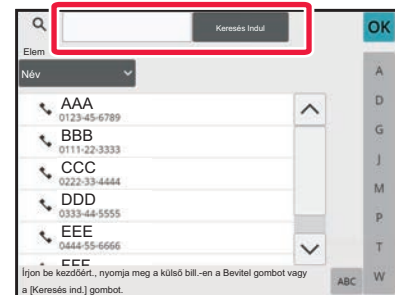 Keresés Indul
OK
Elem
Név
AAA
0123-45-6789
BBB
0111-22-3333
CCC
0222-33-4444
DDD
0333-44-5555
EEE
0444-55-6666
FFF
A
D
G
J
M
P
T
W
ABC
Írjon be kezdőért., nyomja meg a külső bill.-en a Bevitel gombot vagy
a [Keresés ind.] gombot.